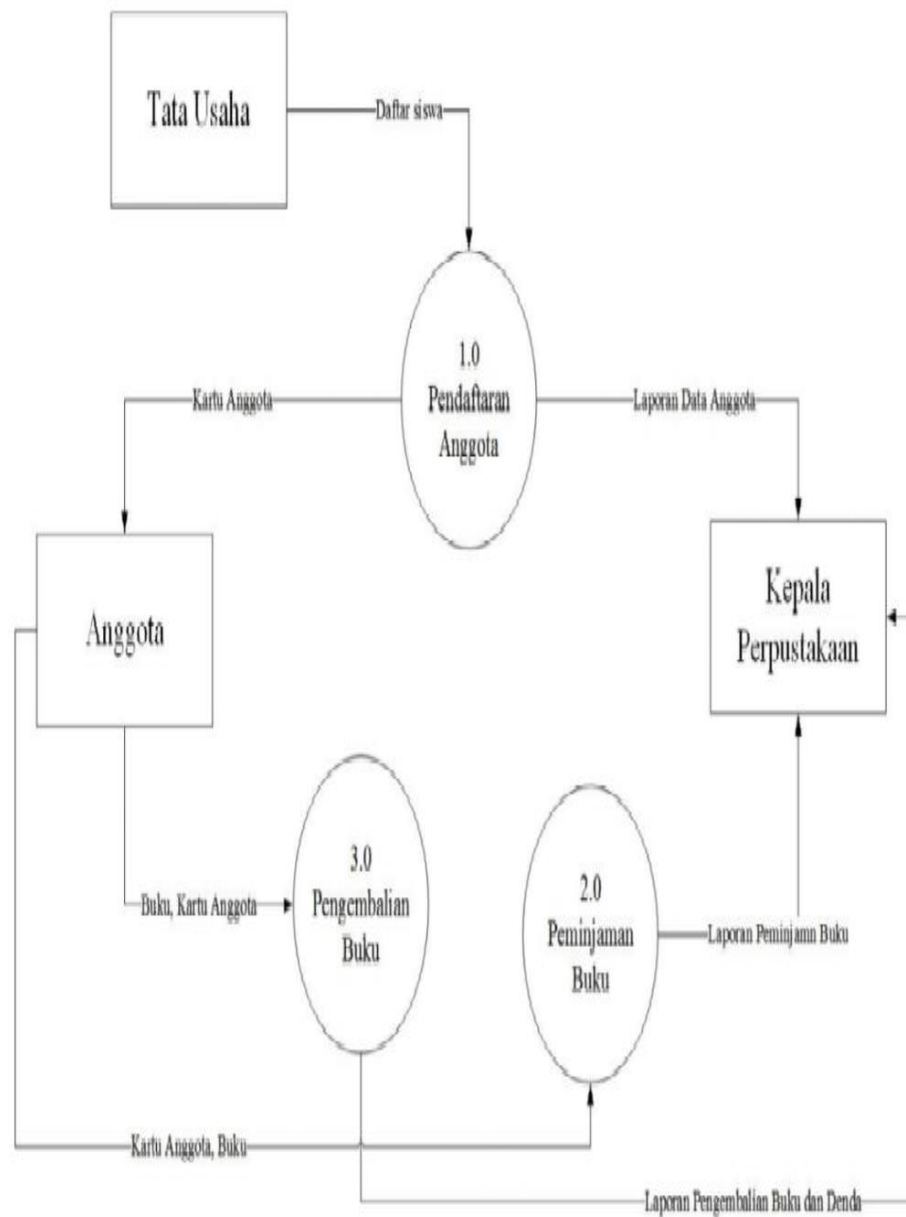 Tata Usaha
Daftar siswa
1.0
Pendaftaran
Anggota
Kartu Anggota
Laporan Data Anggota
Anggota
Kepala
Perpustakaan
3.0
Pengembalian
Buku
2.0
Peminjaman
Buku
Buku, Kartu Anggota
Laporan Peminjamn Buku
Kartu Anggota, Buku
Laporan Pengembalian Buku dan Denda